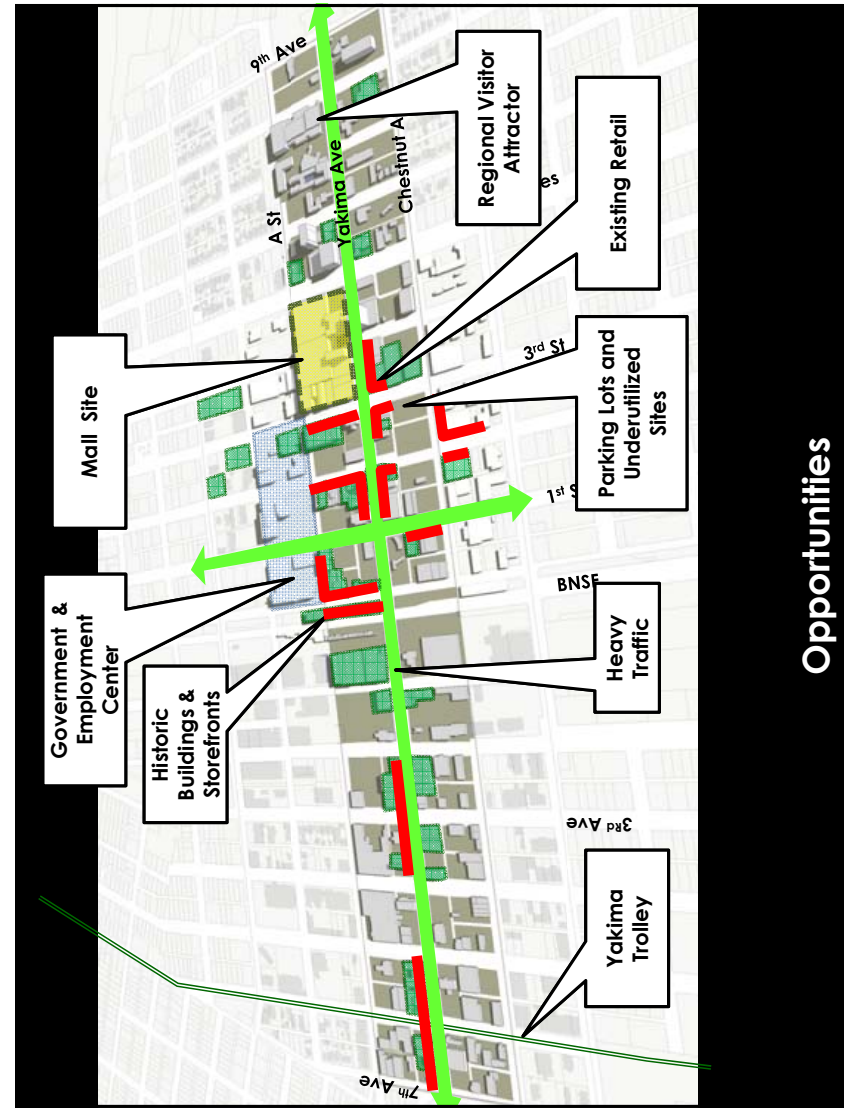 Opportunities
Government &
Employment
Center
Mall Site
Historic
Buildings &
Storefronts
9th Ave
A St
Yakima Ave
Chestnut A
Regional Visitor
Attractor
es
Existing Retail
3rd St
Parking Lots and
Underutilized
Sites
1st S
BNSF
Heavy
Traffic
3Rd Ave
Yakima
Trolley
7th Ave